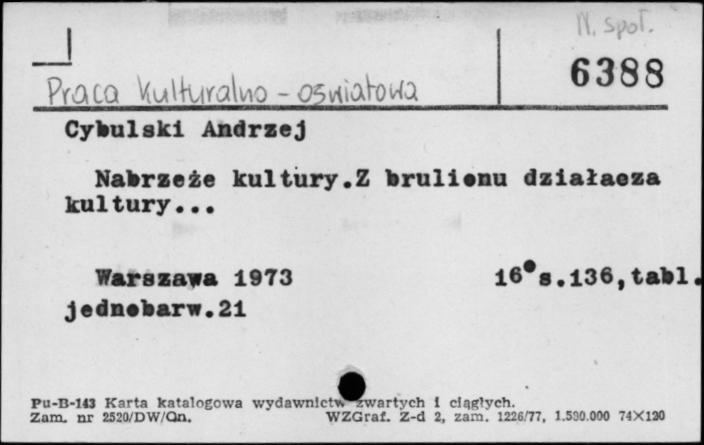 N. społ.
6388
Praca kulturalno - oświatowa
Cybulski Andrzej
Nabrzeże kultury.Z brulionu działacza
kultury...
Warszawa 1973 16° s.136,tabl.
jednobarw.21
Pu-B-143 Karta katalogowa wydawnictw zwartych i ciągłych.
Zam. nr 2520/DW/Qn. WZGraf. Z-d 2, zam. 1226/77, 1.500.000 74X120